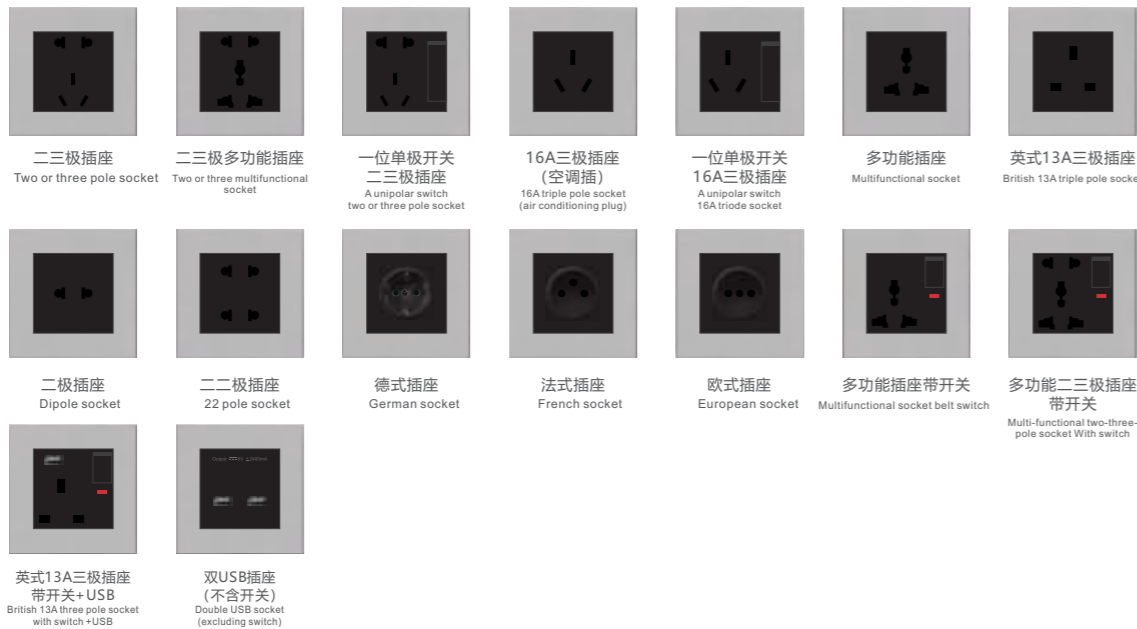 二三极插座
Two or three pole socket
二三极多功能插座
Two or three multifunctional
socket
一位单极开关
二三极插座
A unipolar switch
two or three pole socket
16A三极插座
(空调插)
16A triple pole socket
(air conditioning plug)
一位单极开关
16A三极插座
A unipolar switch
16A triode socket
多功能插座
Multifunctional socket
英式13A三极插座
British 13A triple pole socke
二极插座
Dipole socket
二二极插座
22 pole socket
德式插座
German socket
法式插座
French socket
欧式插座
European socket
多功能插座带开关
Multifunctional socket belt switch
多功能二三极插座
带开关
Multi-functional two-three-
pole socket With switch
英式13A三极插座
带开关+USB
British 13A three pole socket
with switch +USB
Output
双USB插座
(不含开关)
Double USB socket
(excluding switch)